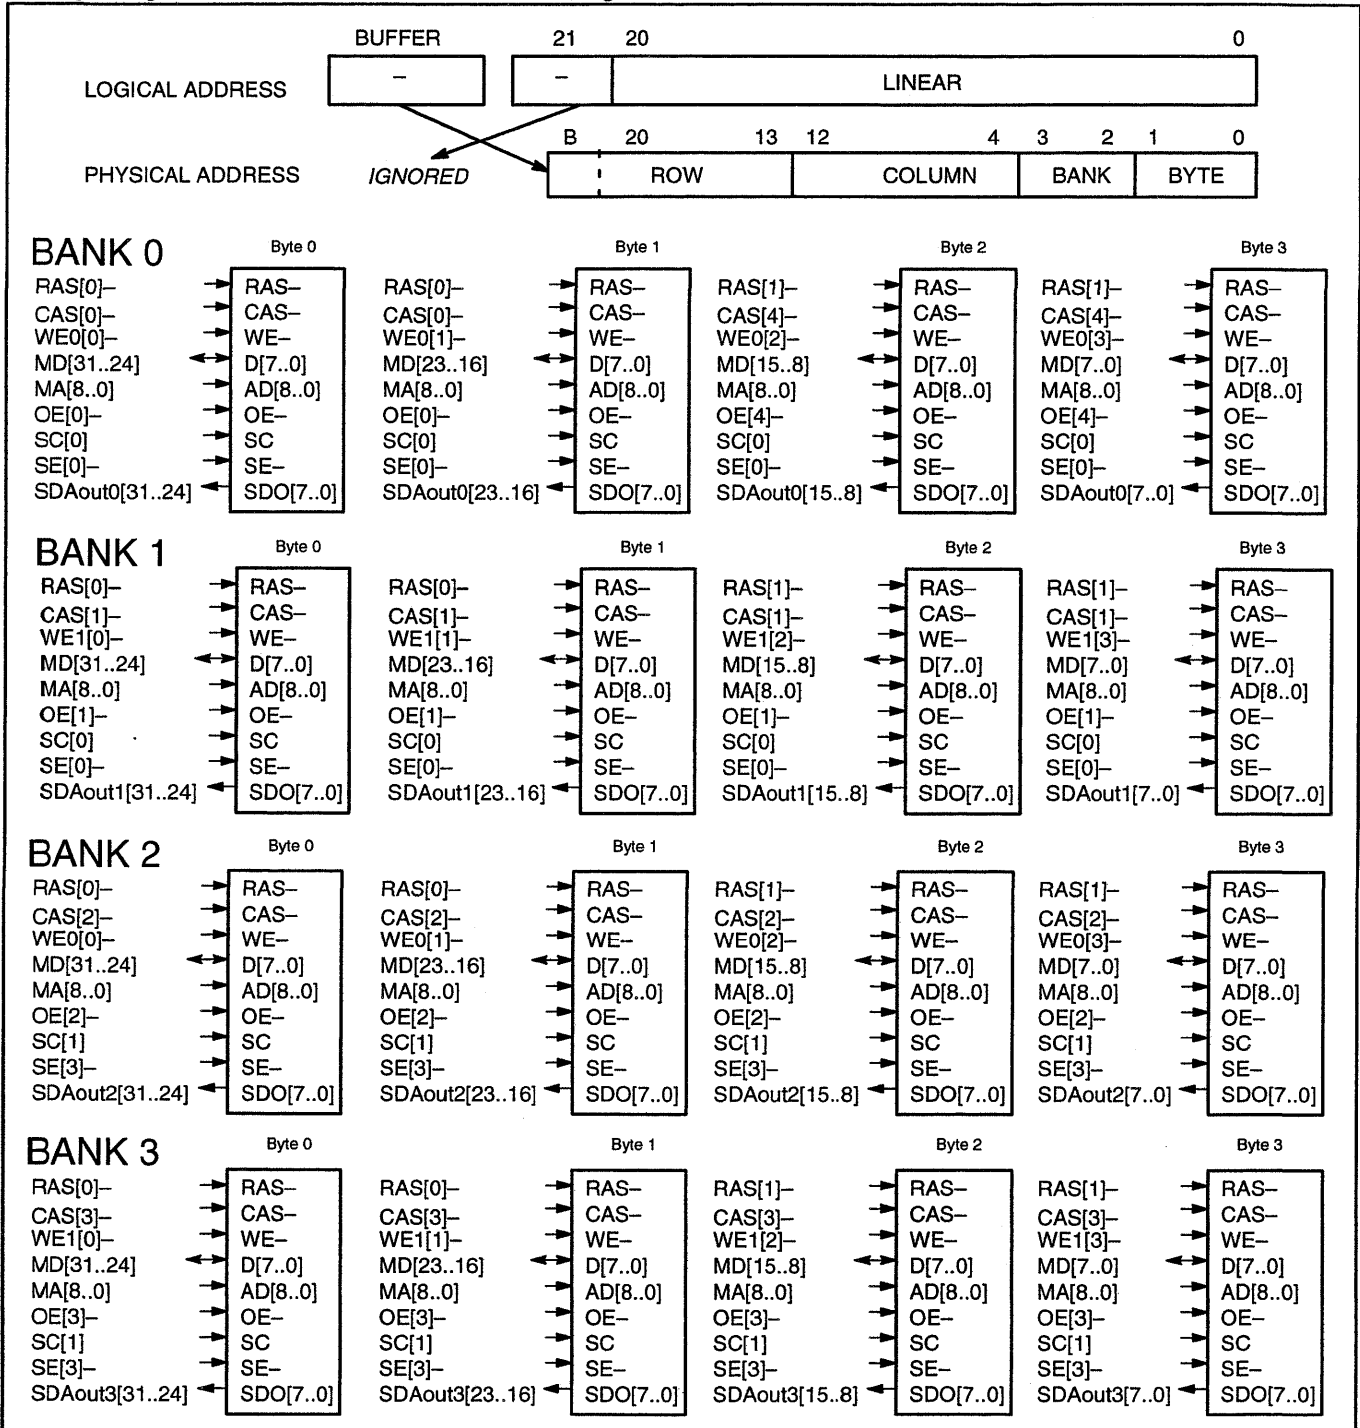 BUFFER 21 20 0
LOGICAL ADDRESS – – LINEAR
B 20 13 12 4 3 2 1 0
PHYSICAL ADDRESS IGNORED ROW COLUMN BANK BYTE
BANK 0 Byte 0 Byte 1 Byte 2 Byte 3
RAS[0]– RAS– RAS[0]– RAS– RAS[1]– RAS– RAS[1]– RAS–
CAS[0]– CAS– CAS[0]– CAS– CAS[4]– CAS– CAS[4]– CAS–
WE0[0]– WE– WE0[1]– WE– WE0[2]– WE– WE0[3]– WE–
MD[31..24] D[7..0] MD[23..16] D[7..0] MD[15..8] D[7..0] MD[7..0] D[7..0]
MA[8..0] AD[8..0] MA[8..0] AD[8..0] MA[8..0] AD[8..0] MA[8..0] AD[8..0]
OE[0]– OE– OE[0]– OE– OE[4]– OE– OE[4]– OE–
SC[0] SC SC[0] SC SC[0] SC SC[0] SC
SE[0]– SE– SE[0]– SE– SE[0]– SE– SE[0]– SE–
SDAout0[31..24] SDO[7..0] SDAout0[23..16] SDO[7..0] SDAout0[15..8] SDO[7..0] SDAout0[7..0] SDO[7..0]
BANK 1 Byte 0 Byte 1 Byte 2 Byte 3
RAS[0]– RAS– RAS[0]– RAS– RAS[1]– RAS– RAS[1]– RAS–
CAS[1]– CAS– CAS[1]– CAS– CAS[1]– CAS– CAS[1]– CAS–
WE1[0]– WE– WE1[1]– WE– WE1[2]– WE– WE1[3]– WE–
MD[31..24] D[7..0] MD[23..16] D[7..0] MD[15..8] D[7..0] MD[7..0] D[7..0]
MA[8..0] AD[8..0] MA[8..0] AD[8..0] MA[8..0] AD[8..0] MA[8..0] AD[8..0]
OE[1]– OE– OE[1]– OE– OE[1]– OE– OE[1]– OE–
SC[0] SC SC[0] SC SC[0] SC SC[0] SC
SE[0]– SE– SE[0]– SE– SE[0]– SE– SE[0]– SE–
SDAout1[31..24] SDO[7..0] SDAout1[23..16] SDO[7..0] SDAout1[15..8] SDO[7..0] SDAout1[7..0] SDO[7..0]
BANK 2 Byte 0 Byte 1 Byte 2 Byte 3
RAS[0]– RAS– RAS[0]– RAS– RAS[1]– RAS– RAS[1]– RAS–
CAS[2]– CAS– CAS[2]– CAS– CAS[2]– CAS– CAS[2]– CAS–
WE0[0]– WE– WE0[1]– WE– WE0[2]– WE– WE0[3]– WE–
MD[31..24] D[7..0] MD[23..16] D[7..0] MD[15..8] D[7..0] MD[7..0] D[7..0]
MA[8..0] AD[8..0] MA[8..0] AD[8..0] MA[8..0] AD[8..0] MA[8..0] AD[8..0]
OE[2]– OE– OE[2]– OE– OE[2]– OE– OE[2]– OE–
SC[1] SC SC[1] SC SC[1] SC SC[1] SC
SE[3]– SE– SE[3]– SE– SE[3]– SE– SE[3]– SE–
SDAout2[31..24] SDO[7..0] SDAout2[23..16] SDO[7..0] SDAout2[15..8] SDO[7..0] SDAout2[7..0] SDO[7..0]
BANK 3 Byte 0 Byte 1 Byte 2 Byte 3
RAS[0]– RAS– RAS[0]– RAS– RAS[1]– RAS– RAS[1]– RAS–
CAS[3]– CAS– CAS[3]– CAS– CAS[3]– CAS– CAS[3]– CAS–
WE1[0]– WE– WE1[1]– WE– WE1[2]– WE– WE1[3]– WE–
MD[31..24] D[7..0] MD[23..16] D[7..0] MD[15..8] D[7..0] MD[7..0] D[7..0]
MA[8..0] AD[8..0] MA[8..0] AD[8..0] MA[8..0] AD[8..0] MA[8..0] AD[8..0]
OE[3]– OE– OE[3]– OE– OE[3]– OE– OE[3]– OE–
SC[1] SC SC[1] SC SC[1] SC SC[1] SC
SE[3]– SE– SE[3]– SE– SE[3]– SE– SE[3]– SE–
SDAout3[31..24] SDO[7..0] SDAout3[23..16] SDO[7..0] SDAout3[15..8] SDO[7..0] SDAout3[7..0] SDO[7..0]